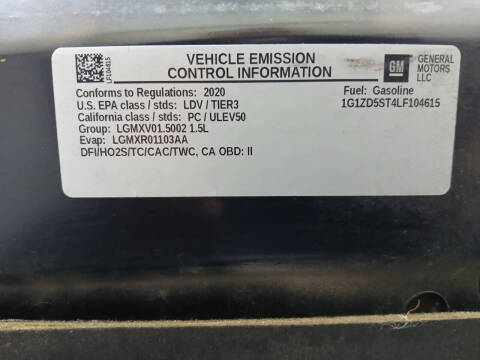 LF104615
VEHICLE EMISSION
CONTROL INFORMATION
GM
GENERAL
MOTORS
LLC
Conforms to Regulations: 2020
Fuel: Gasoline
U.S. EPA class / stds: LDV / TIER3
1G1ZD5ST4LF104615
California class / stds: PC / ULEV50
Group: LGMXV01.5002 1.5L
Evap: LGMXR01103AA
DFI/HO2S/TC/CAC/TWC, CA OBD: II